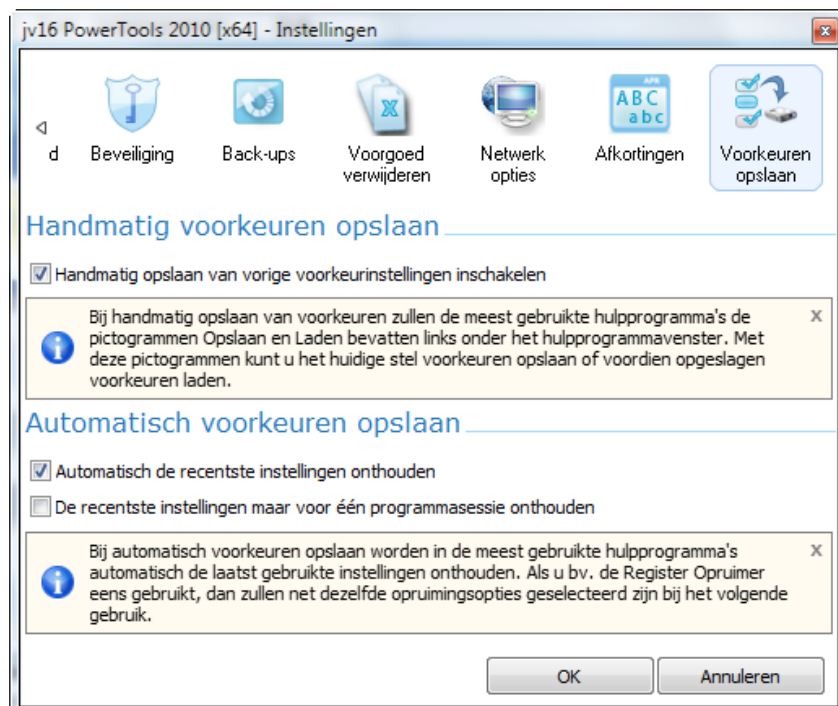 jv16 PowerTools 2010 [x64] - Instellingen
d
Beveiliging
Back-ups
Voorgoed
verwijderen
Netwerk
opties
ABC
abc
Afkortingen
Voorkeuren
opslaan
Handmatig voorkeuren opslaan
Handmatig opslaan van vorige voorkeurinstellingen inschakelen
Bij handmatig opslaan van voorkeuren zullen de meest gebruikte hulpprogramma's de
pictogrammen Opslaan en Laden bevatten links onder het hulpprogrammavenster. Met
deze pictogrammen kunt u het huidige stel voorkeuren opslaan of voordien opgeslagen
voorkeuren laden.
Automatisch voorkeuren opslaan
Automatisch de recentste instellingen onthouden
De recentste instellingen maar voor één programmasessie onthouden
Bij automatisch voorkeuren opslaan worden in de meest gebruikte hulpprogramma's
automatisch de laatst gebruikte instellingen onthouden. Als u bv. de Register Opruimer
eens gebruikt, dan zullen net dezelfde opruimingsopties geselecteerd zijn bij het volgende
gebruik.
OK
Annuleren